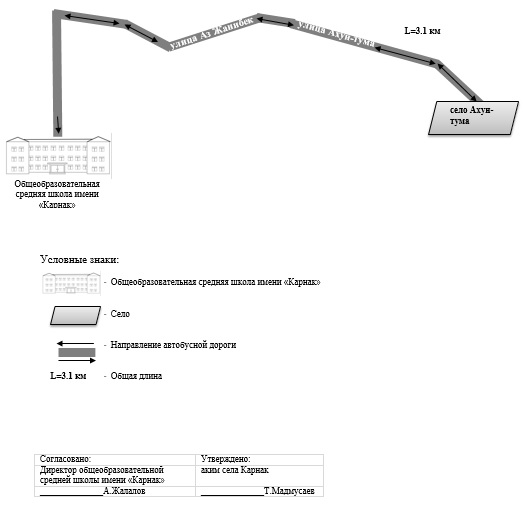 L=3.1 км
улица Аз Жанибек
улица Ахун-тума
село Ахун-
тума
Общеобразовательная
средняя школа имени
«Карнак»
Условные знаки:
- Общеобразовательная средняя школа имени «Карнак»
- Село
- Направление автобусной дороги
L=3.1 км - Общая длина
Согласовано: Утверждено:
Директор общеобразовательной аким села Карнак
средней школы имени «Карнак»
______________А.Жалалов ______________Т.Мадмусаев